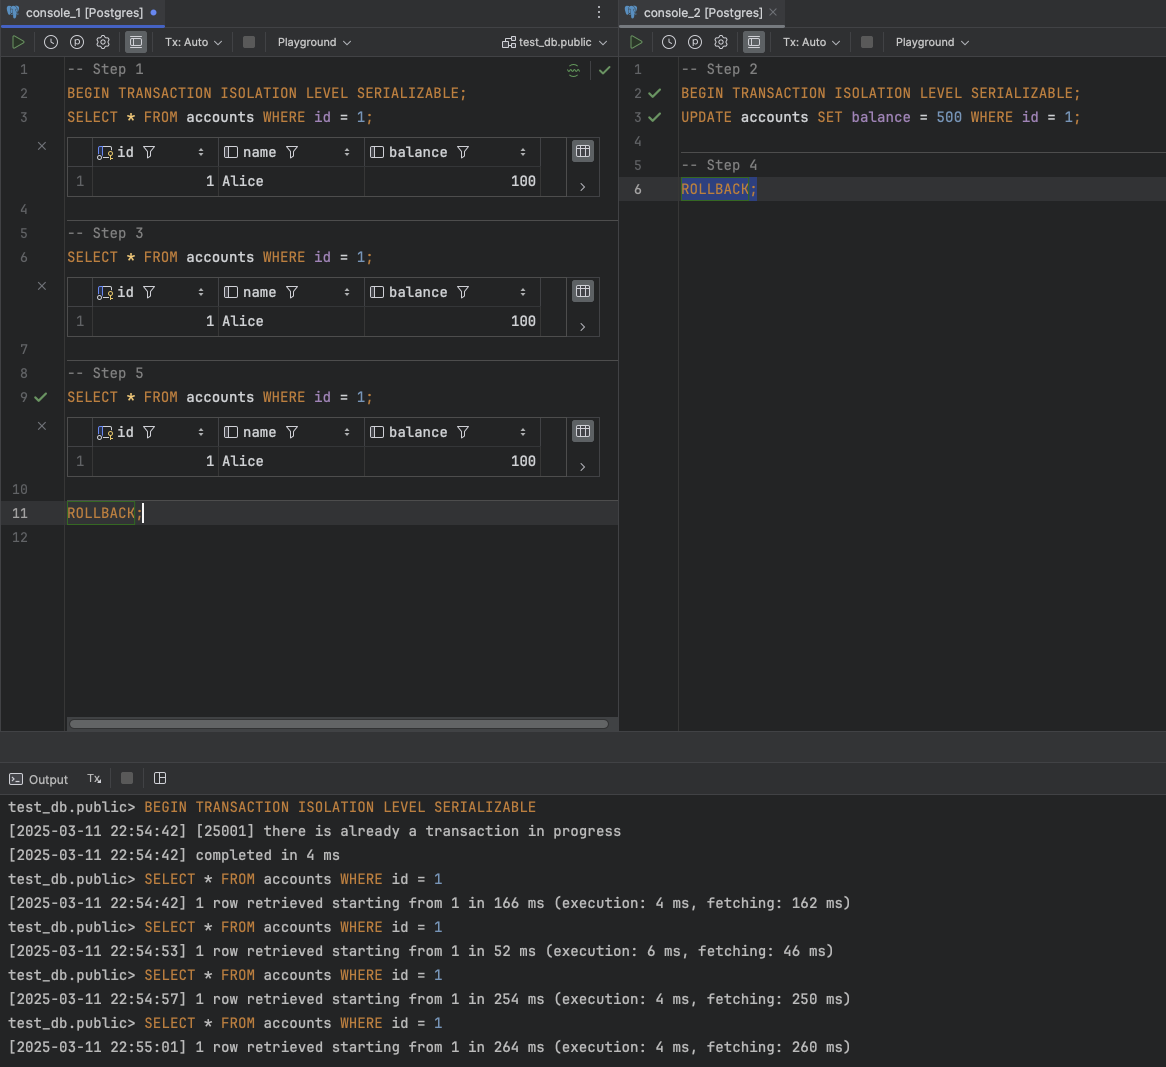 console_1 [Postgres]
Tx: Auto
Playground
test_db.public
1 -- Step 1
2 BEGIN TRANSACTION ISOLATION LEVEL SERIALIZABLE;
3 SELECT * FROM accounts WHERE id = 1;
id name balance
1 1 Alice 100
4
5 -- Step 3
6 SELECT * FROM accounts WHERE id = 1;
id name balance
1 1 Alice 100
7
8 -- Step 5
9 SELECT * FROM accounts WHERE id = 1;
id name balance
1 1 Alice 100
10
11 ROLLBACK;
12
console_2 [Postgres]
Tx: Auto
Playground
1 -- Step 2
2 BEGIN TRANSACTION ISOLATION LEVEL SERIALIZABLE;
3 UPDATE accounts SET balance = 500 WHERE id = 1;
4
5 -- Step 4
6 ROLLBACK;
Output Tx
test_db.public> BEGIN TRANSACTION ISOLATION LEVEL SERIALIZABLE
[2025-03-11 22:54:42] [25001] there is already a transaction in progress
[2025-03-11 22:54:42] completed in 4 ms
test_db.public> SELECT * FROM accounts WHERE id = 1
[2025-03-11 22:54:42] 1 row retrieved starting from 1 in 166 ms (execution: 4 ms, fetching: 162 ms)
test_db.public> SELECT * FROM accounts WHERE id = 1
[2025-03-11 22:54:53] 1 row retrieved starting from 1 in 52 ms (execution: 6 ms, fetching: 46 ms)
test_db.public> SELECT * FROM accounts WHERE id = 1
[2025-03-11 22:54:57] 1 row retrieved starting from 1 in 254 ms (execution: 4 ms, fetching: 250 ms)
test_db.public> SELECT * FROM accounts WHERE id = 1
[2025-03-11 22:55:01] 1 row retrieved starting from 1 in 264 ms (execution: 4 ms, fetching: 260 ms)